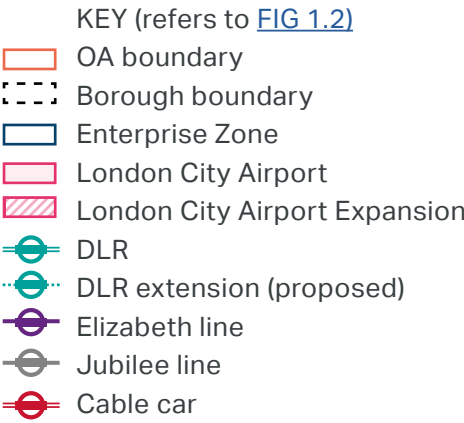 KEY (refers to FIG 1.2)
OA boundary
Borough boundary
Enterprise Zone
London City Airport
London City Airport Expansion
DLR
DLR extension (proposed)
Elizabeth line
Jubilee line
Cable car